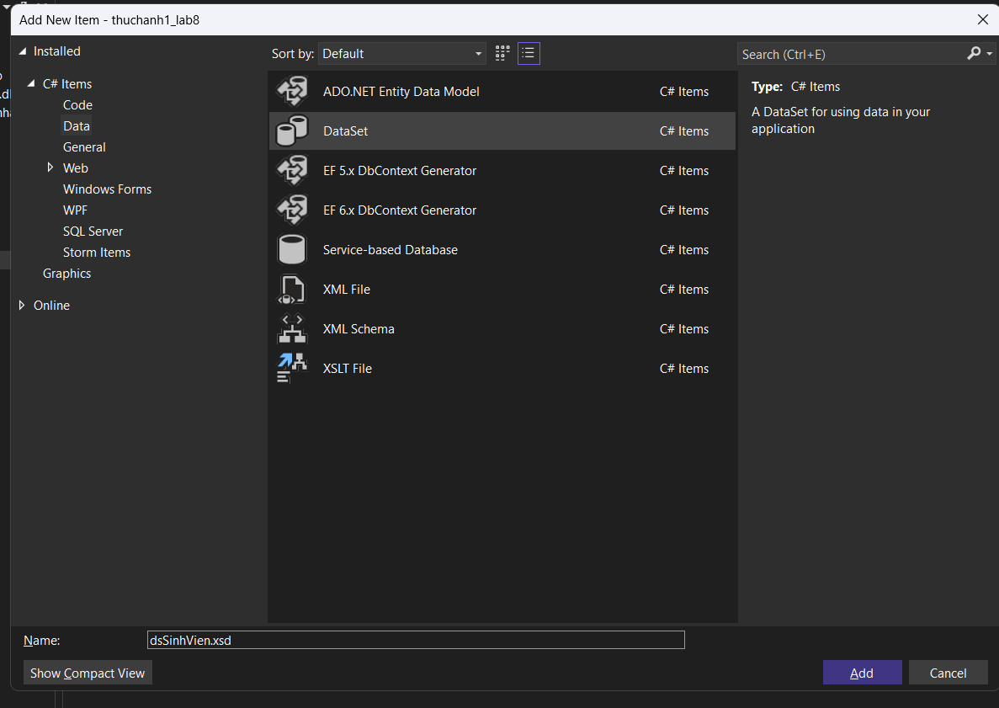 Add New Item - thuchanh1_lab8
Installed
C# Items
Code
Data
General
Web
Windows Forms
WPF
SQL Server
Storm Items
Graphics
Online
Sort by: Default
ADO.NET Entity Data Model C# Items
DataSet C# Items
EF 5.x DbContext Generator C# Items
EF 6.x DbContext Generator C# Items
Service-based Database C# Items
XML File C# Items
XML Schema C# Items
XSLT File C# Items
Search (Ctrl+E)
Type: C# Items
A DataSet for using data in your
application
Name: dsSinhVien.xsd
Show Compact View
Add Cancel